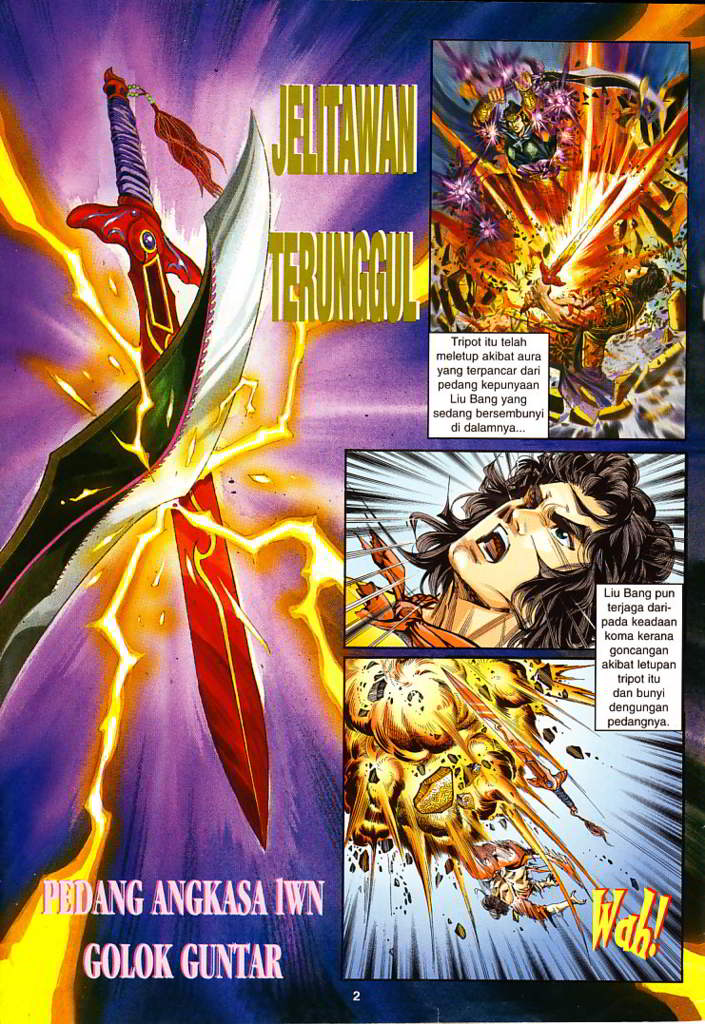 JELITAWAN
TERUNGGUL
Tripot itu telah
meletup akibat aura
yang terpancar dari
pedang kepunyaan
Liu Bang yang
sedang bersembunyi
di dalamnya...
Liu Bang pun
terjaga dari-
pada keadaan
koma kerana
goncangan
akibat letupan
tripot itu
dan bunyi
dengungan
pedangnya.
Wah!
PEDANG ANGKASA lWN
GOLOK GUNTAR
2